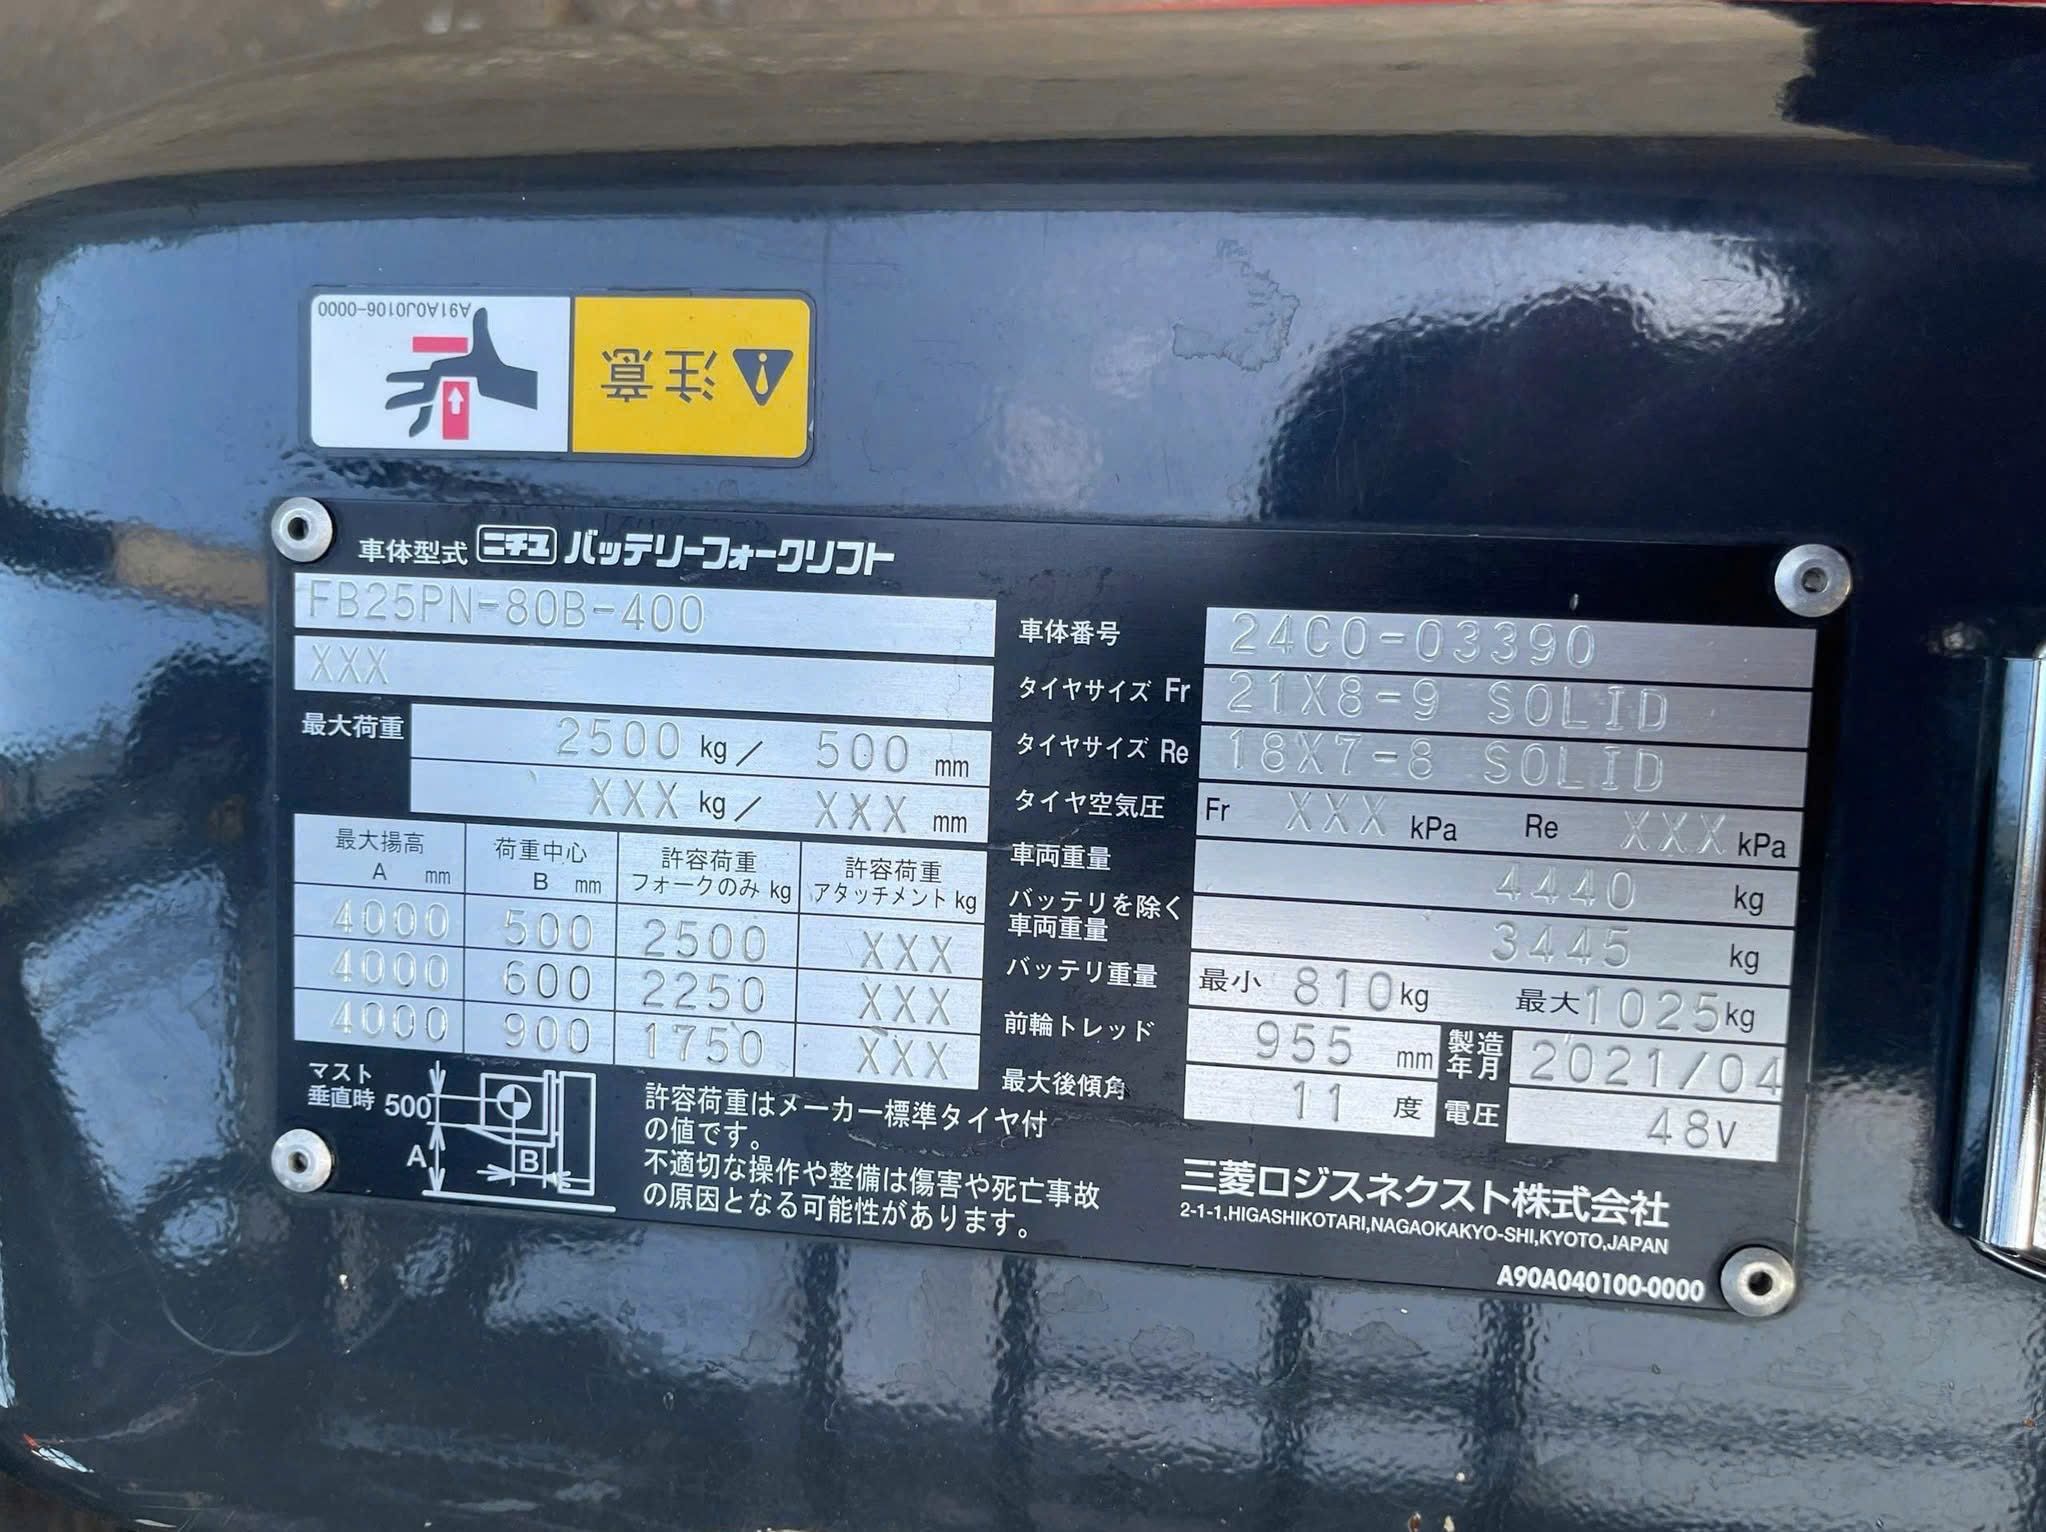 A91A0J0106-0000
注意
車体型式 ニチユ バッテリーフォークリフト
FB25PN-80B-400
XXX
最大荷重 2500 kg / 500 mm
XXX kg / XXX mm
最大揚高 A mm
荷重中心 B mm
許容荷重 フォークのみ kg
許容荷重 アタッチメント kg
4000 500 2500 XXX
4000 600 2250 XXX
4000 900 1750 XXX
マスト
垂直時 500
A
B
許容荷重はメーカー標準タイヤ付
の値です。
不適切な操作や整備は傷害や死亡事故
の原因となる可能性があります。
車体番号 24C0-03390
タイヤサイズ Fr 21X8-9 SOLID
タイヤサイズ Re 18X7-8 SOLID
タイヤ空気圧 Fr XXX kPa Re XXX kPa
車両重量 4440 kg
バッテリを除く
車両重量 3445 kg
バッテリ重量 最小 810 kg 最大 1025 kg
前輪トレッド 955 mm 製造年月 2021/04
最大後傾角 11 度 電圧 48V
三菱ロジスネクスト株式会社
2-1-1,HIGASHIKOTARI,NAGAOKAKYO-SHI,KYOTO,JAPAN
A90A040100-0000